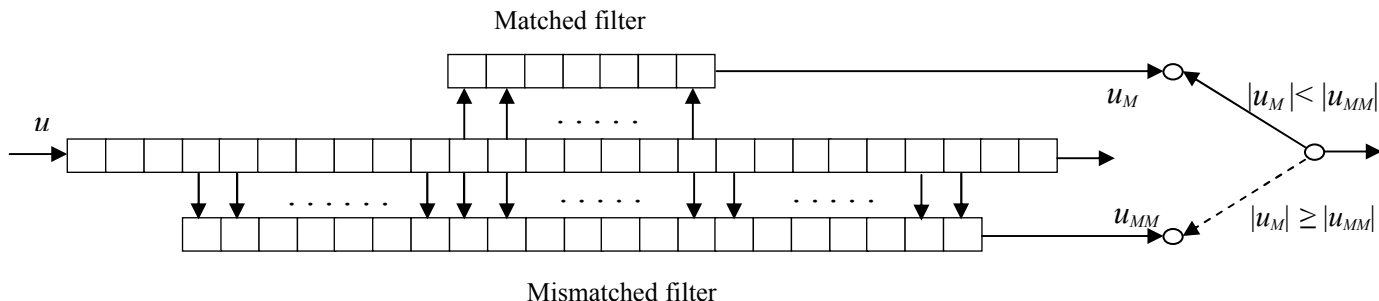 Matched filter
u_M
|u_M| < |u_MM|
. . . . .
u
. . . . . .
. . . . .
. . . . .
u_MM
|u_M| ≥ |u_MM|
Mismatched filter